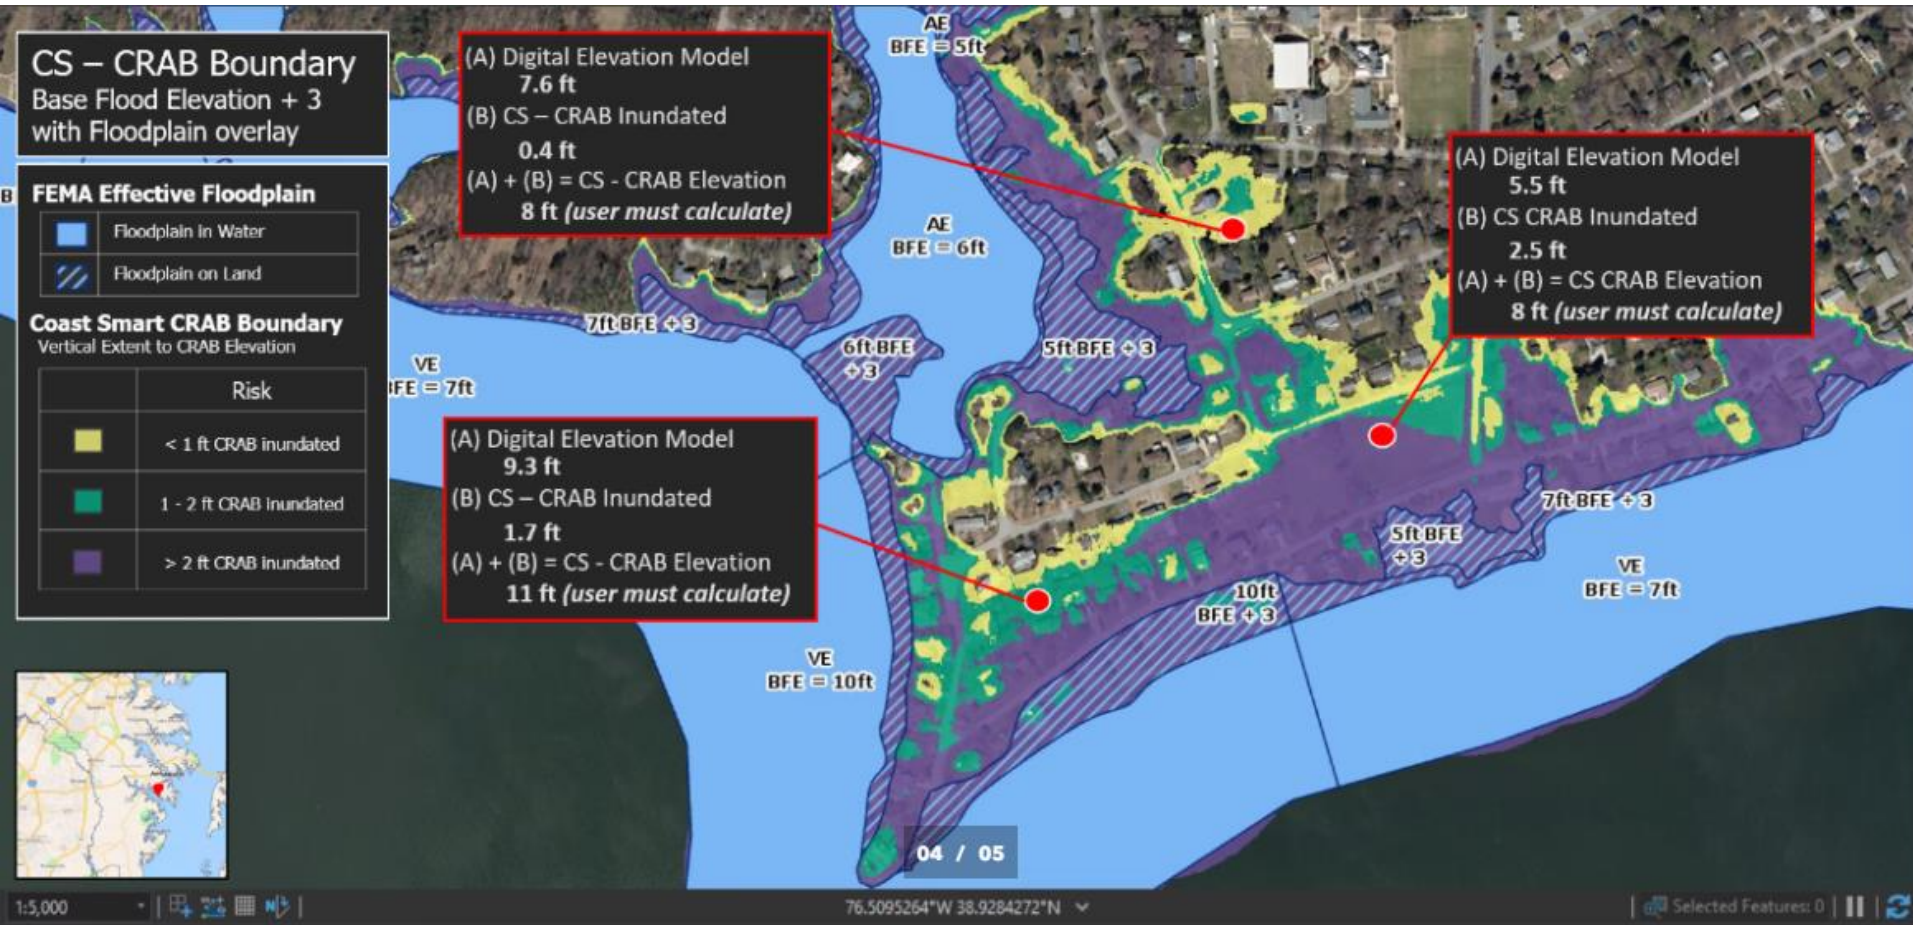 CS – CRAB Boundary
Base Flood Elevation + 3
with Floodplain overlay
FEMA Effective Floodplain
Floodplain in Water
Floodplain on Land
Coast Smart CRAB Boundary
Vertical Extent to CRAB Elevation
Risk
< 1 ft CRAB inundated
1 - 2 ft CRAB inundated
> 2 ft CRAB inundated
B
(A) Digital Elevation Model
7.6 ft
(B) CS – CRAB Inundated
0.4 ft
(A) + (B) = CS - CRAB Elevation
8 ft (user must calculate)
AE
BFE = 5ft
(A) Digital Elevation Model
5.5 ft
(B) CS CRAB Inundated
2.5 ft
(A) + (B) = CS CRAB Elevation
8 ft (user must calculate)
AE
BFE = 6ft
7ft BFE + 3
6ft BFE
+ 3
5ft BFE + 3
VE
BFE = 7ft
(A) Digital Elevation Model
9.3 ft
(B) CS – CRAB Inundated
1.7 ft
(A) + (B) = CS - CRAB Elevation
11 ft (user must calculate)
7ft BFE + 3
5ft BFE
+ 3
VE
BFE = 7ft
10ft
BFE + 3
VE
BFE = 10ft
04 / 05
1:5,000
76.5095264°W 38.9284272°N
Selected Features: 0